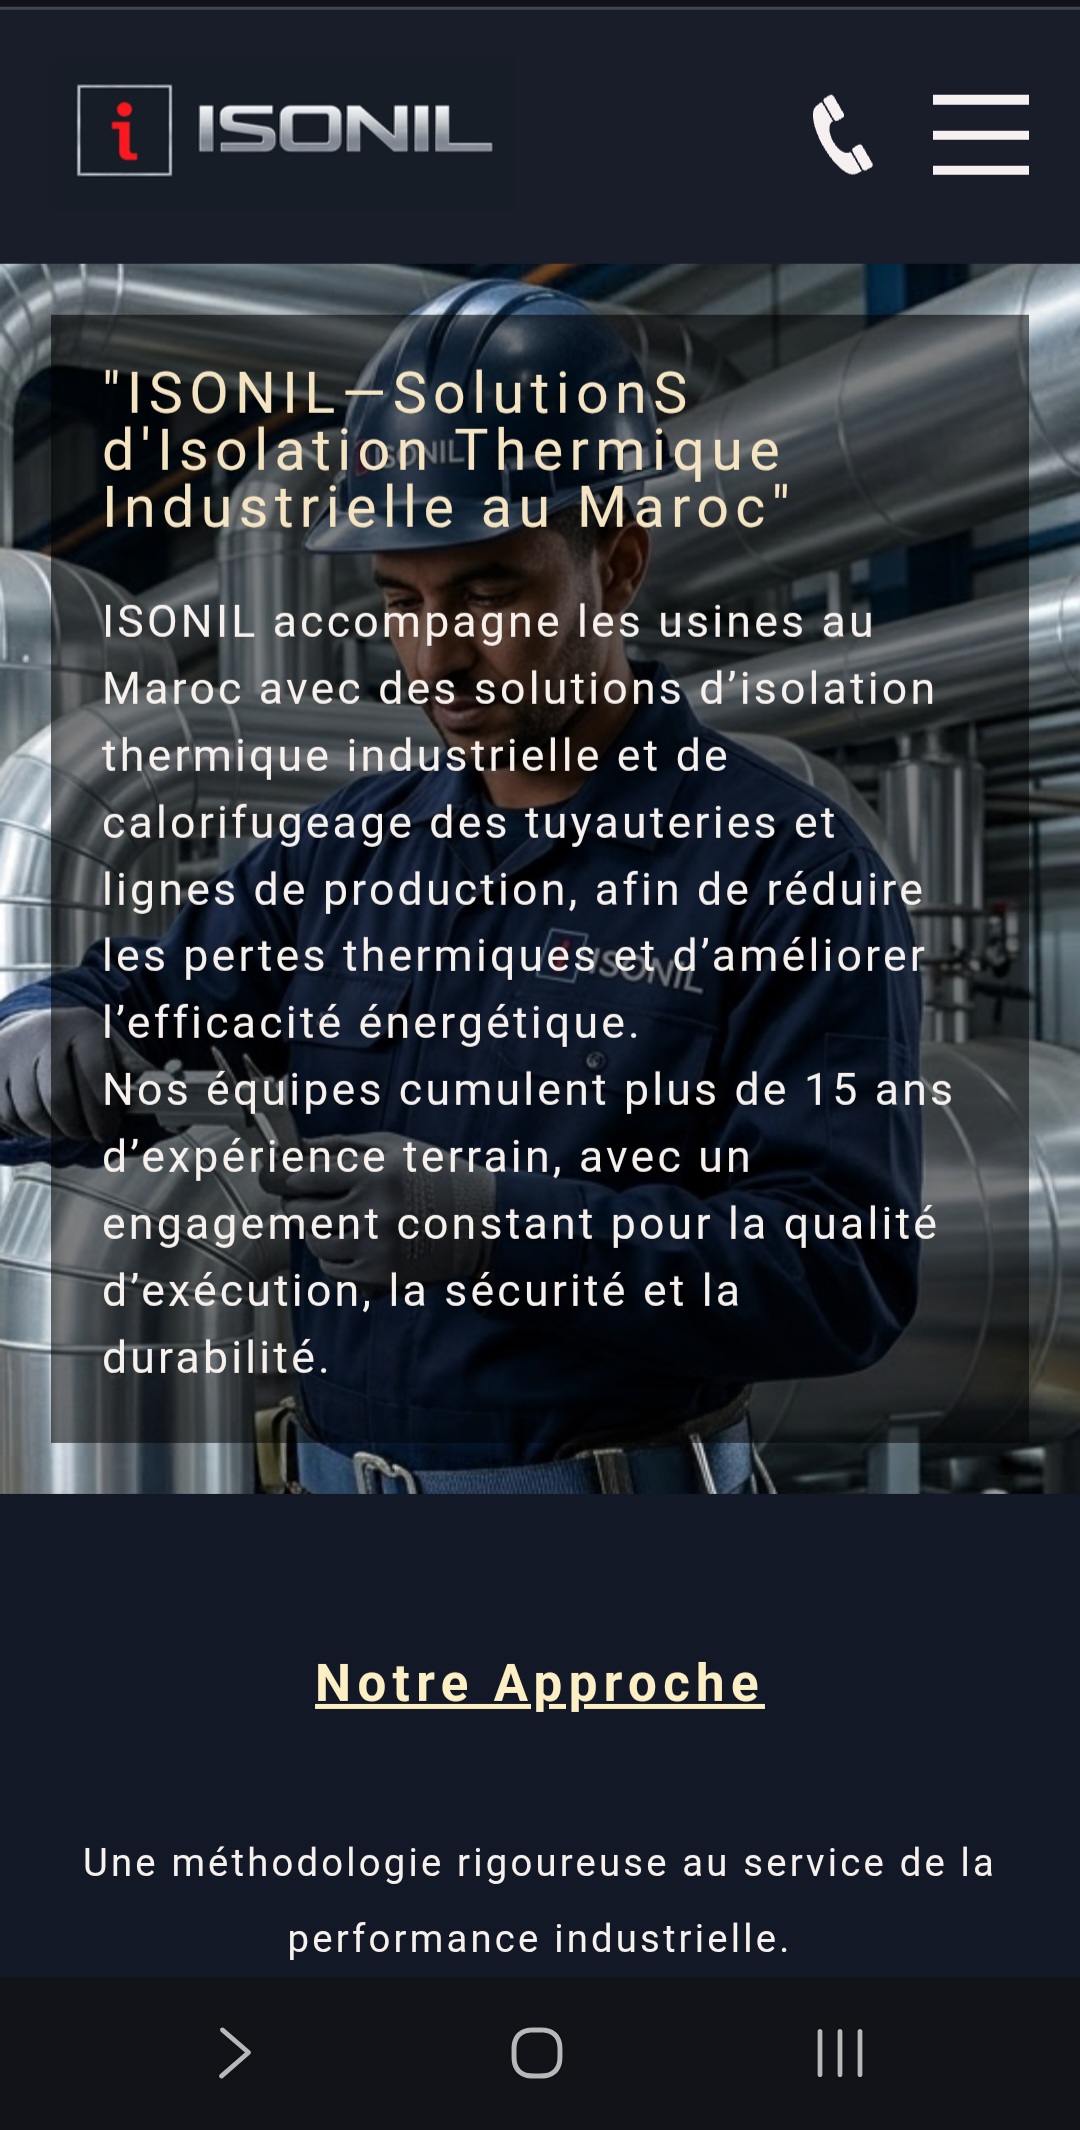 i ISONIL
"ISONIL—SolutionS
d'Isolation Thermique
Industrielle au Maroc"
ISONIL
ISONIL accompagne les usines au
Maroc avec des solutions d’isolation
thermique industrielle et de
calorifugeage des tuyauteries et
lignes de production, afin de réduire
les pertes thermiques et d’améliorer
i ISONIL
l’efficacité énergétique.
Nos équipes cumulent plus de 15 ans
d’expérience terrain, avec un
engagement constant pour la qualité
d’exécution, la sécurité et la
durabilité.
Notre Approche
Une méthodologie rigoureuse au service de la
performance industrielle.